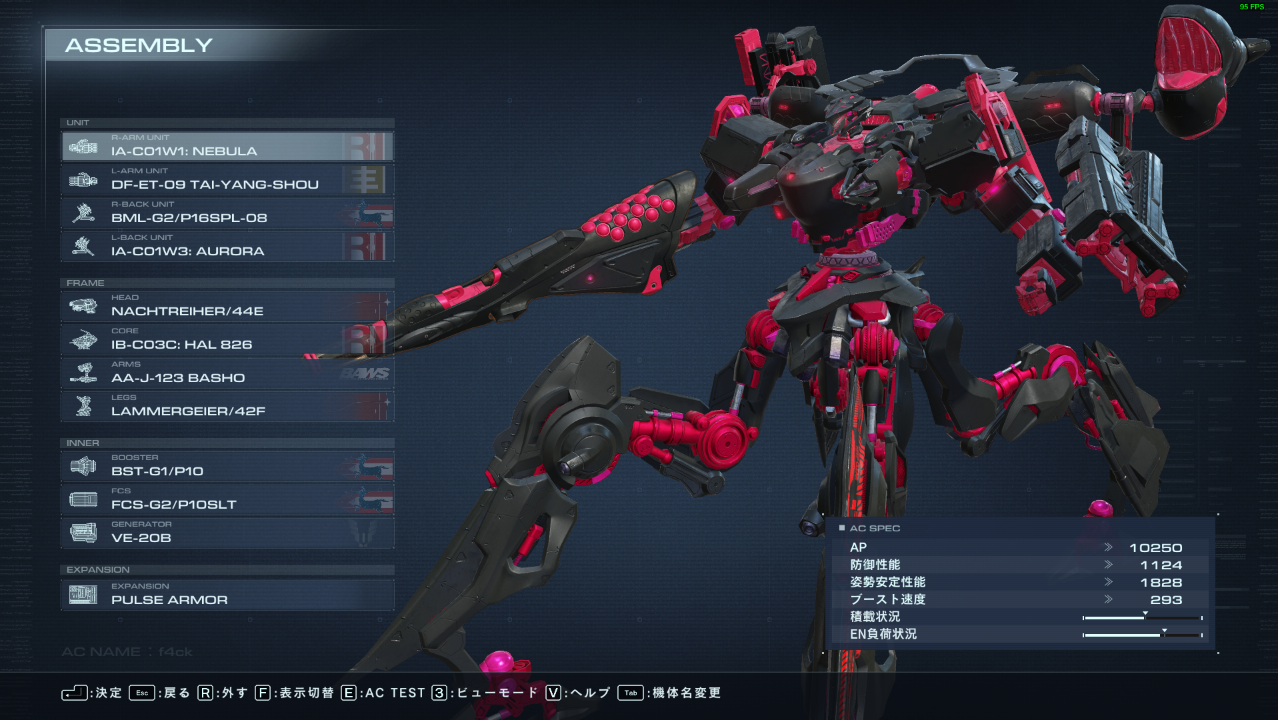 95 FPS
ASSEMBLY
UNIT
R-ARM UNIT
IA-C01W1: NEBULA
L-ARM UNIT
DF-ET-09 TAI-YANG-SHOU
R-BACK UNIT
BML-G2/P16SPL-08
L-BACK UNIT
IA-C01W3: AURORA
FRAME
HEAD
NACHTREIHER/44E
CORE
IB-C03C: HAL 826
ARMS
AA-J-123 BASHO
BAWS
LEGS
LAMMERGEIER/42F
INNER
BOOSTER
BST-G1/P10
FCS
FCS-G2/P10SLT
GENERATOR
VE-20B
EXPANSION
EXPANSION
PULSE ARMOR
AC SPEC
AP 10250
防御性能 1124
姿勢安定性能 1828
ブースト速度 293
積載状況
EN負荷状況
AC NAME : f4ck
:決定 Esc:戻る R:外す F:表示切替 E:AC TEST 3:ビューモード V:ヘルプ Tab:機体名変更